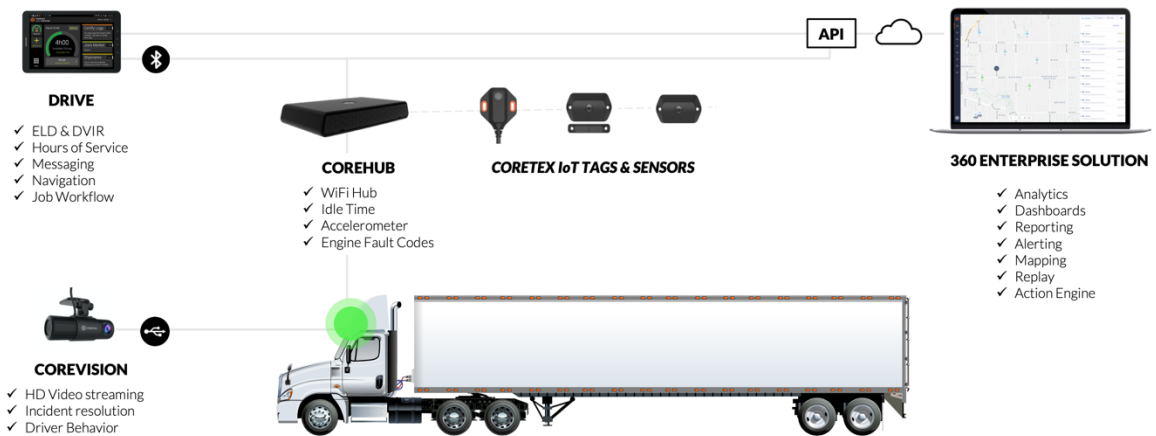 API
DRIVE
✓ ELD & DVIR
✓ Hours of Service
✓ Messaging
✓ Navigation
✓ Job Workflow
4h00
COREHUB
✓ WiFi Hub
✓ Idle Time
✓ Accelerometer
✓ Engine Fault Codes
CORETEX IoT TAGS & SENSORS
360 ENTERPRISE SOLUTION
✓ Analytics
✓ Dashboards
✓ Reporting
✓ Alerting
✓ Mapping
✓ Replay
✓ Action Engine
COREVISION
✓ HD Video streaming
✓ Incident resolution
✓ Driver Behavior